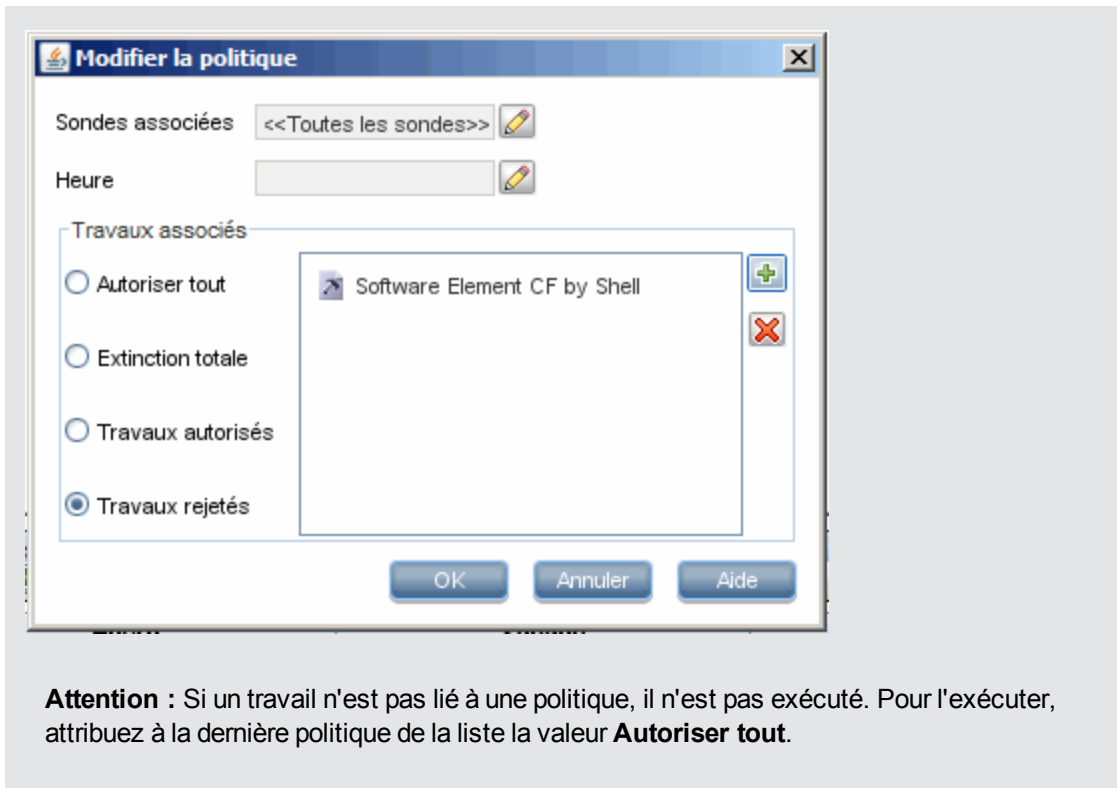 Modifier la politique
Sondes associées <<Toutes les sondes>>
Heure
Travaux associés
Autoriser tout
Software Element CF by Shell
Extinction totale
Travaux autorisés
Travaux rejetés
OK Annuler Aide
Attention : Si un travail n'est pas lié à une politique, il n'est pas exécuté. Pour l'exécuter,
attribuez à la dernière politique de la liste la valeur Autoriser tout.